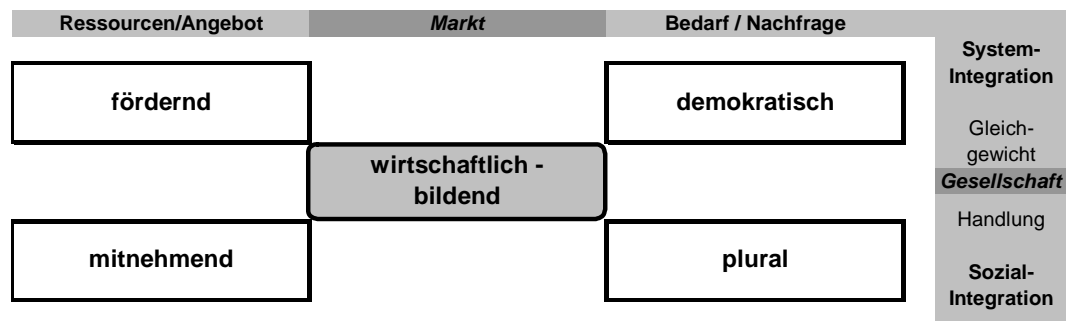 Ressourcen/Angebot Markt Bedarf / Nachfrage
System-
Integration
fördernd demokratisch
Gleich-
gewicht
wirtschaftlich -
bildend
Gesellschaft
Handlung
mitnehmend plural
Sozial-
Integration